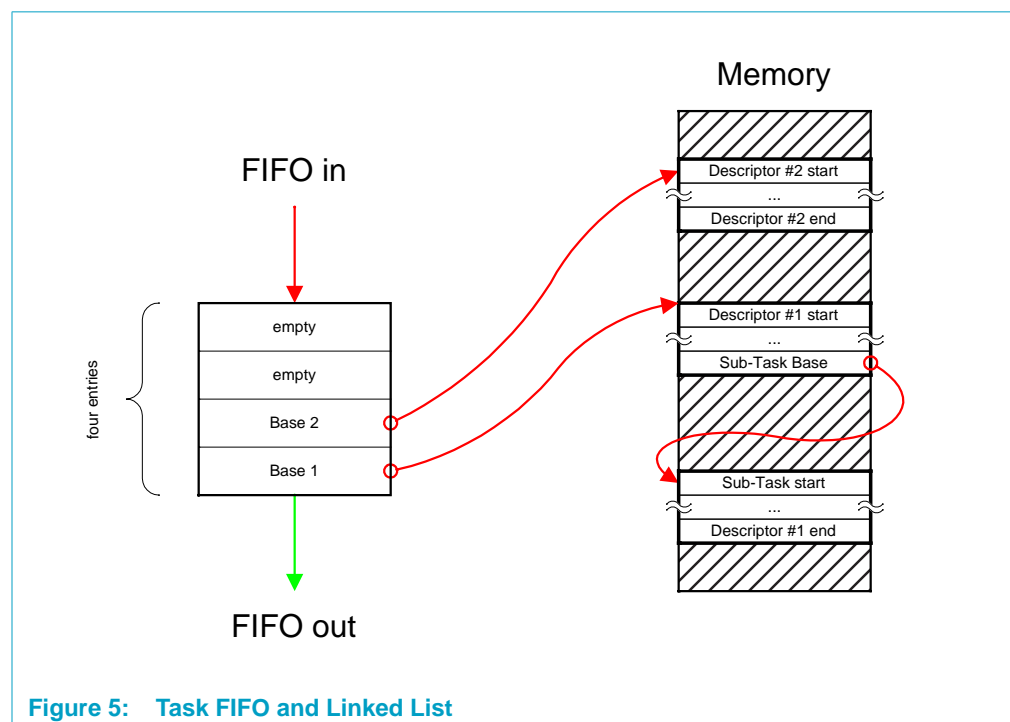 Memory
FIFO in
Descriptor #2 start
...
Descriptor #2 end
four entries
empty
empty
Base 2
Base 1
Descriptor #1 start
...
Sub-Task Base
Sub-Task start
...
Descriptor #1 end
FIFO out
Figure 5: Task FIFO and Linked List